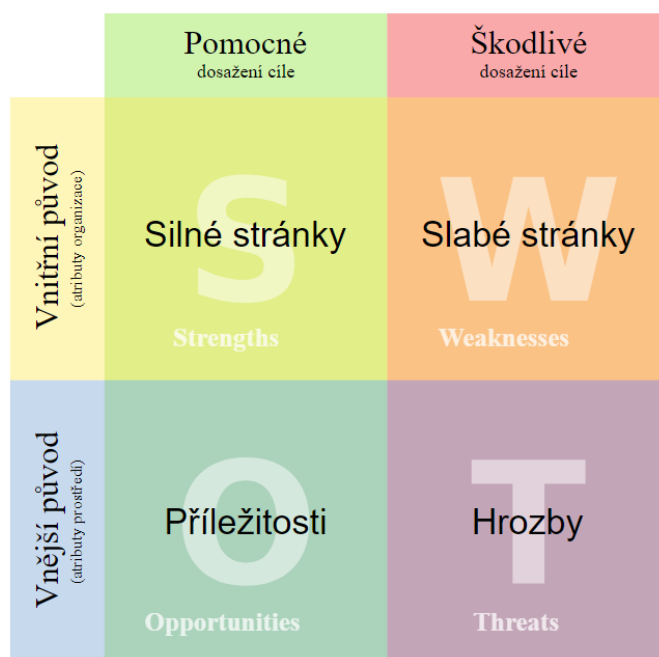 Pomocné
dosažení cíle
Škodlivé
dosažení cíle
Vnitřní původ
(atributy organizace)
S
Silné stránky
Strengths
W
Slabé stránky
Weaknesses
Vnější původ
(atributy prostředí)
O
Příležitosti
Opportunities
T
Hrozby
Threats